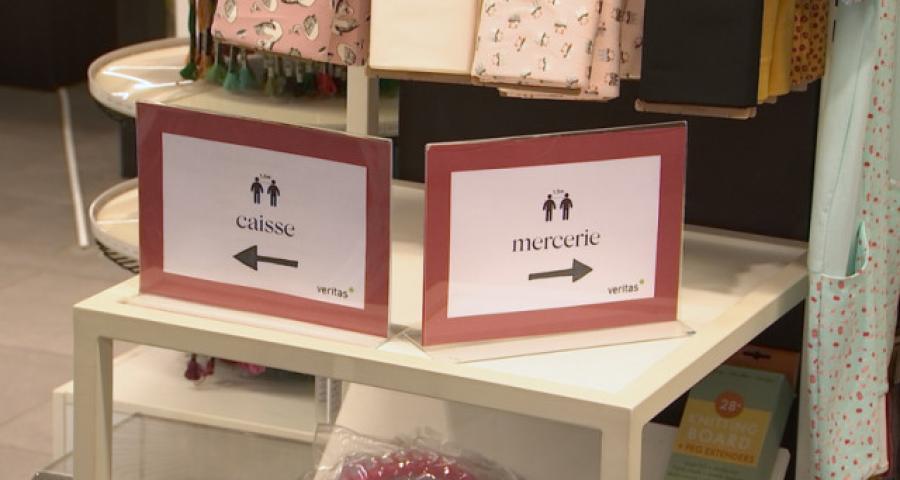 1,5m
caisse
veritas
1,5m
mercerie
veritas
28"
KNITTING
BOARD
+ PEG EXTENDERS